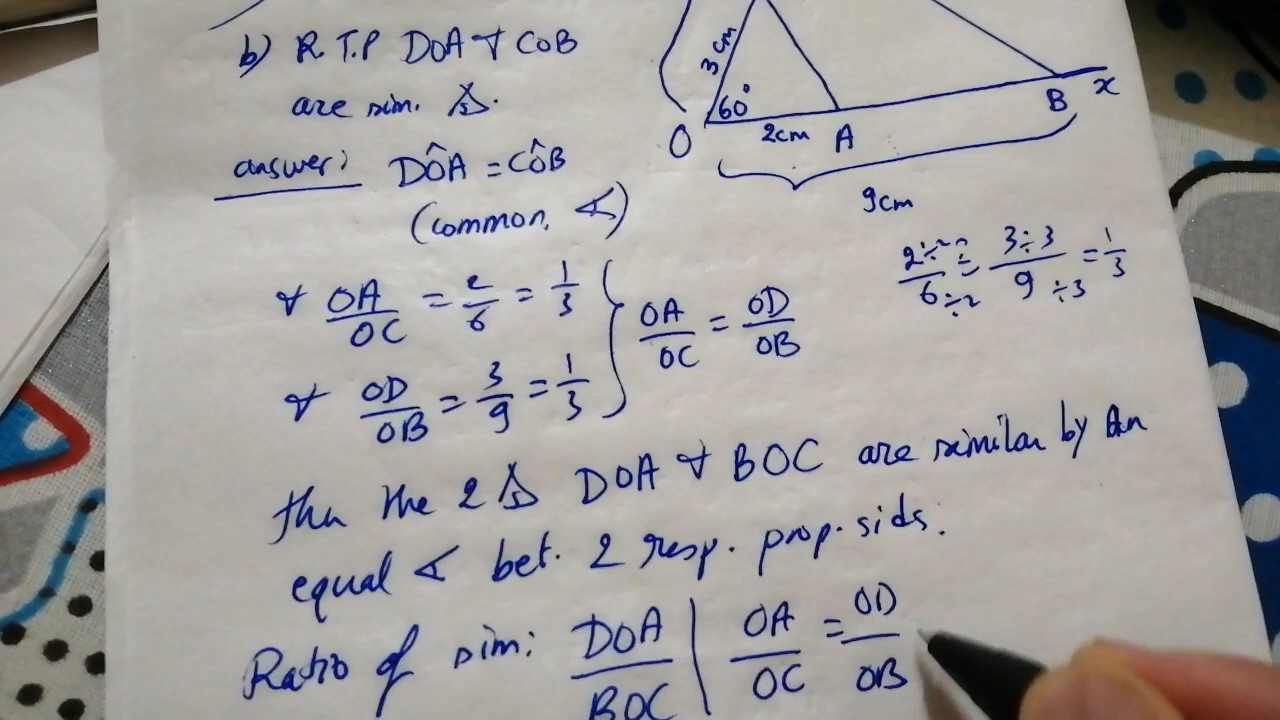 b) R.T.P DOA & COB
are sim. Δs.
answer: DÔA = CÔB
(common ∢)
& OA/OC = 2/6 = 1/3
& OD/OB = 3/9 = 1/3
} OA/OC = OD/OB
then the 2 Δs DOA & BOC are similar by An
equal ∢ bet. 2 resp. prop. sids.
Ratio of sim: DOA/BOC | OA/OC = OD/OB
3cm
60°
O 2cm A B x
9cm
2÷2/6÷2 = 3÷3/9÷3 = 1/3